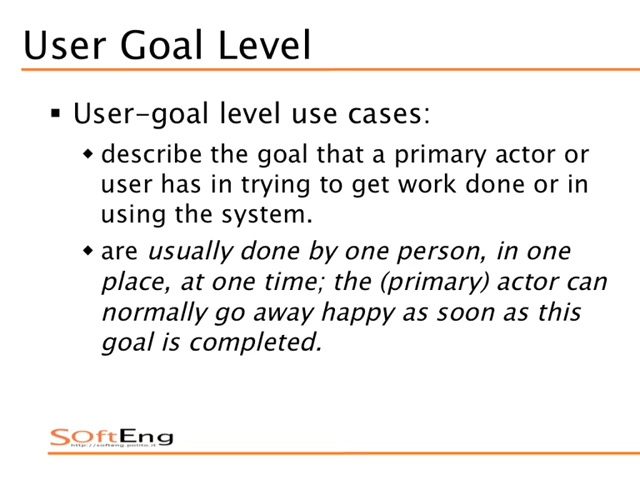 User Goal Level
▪ User-goal level use cases:
◆ describe the goal that a primary actor or
user has in trying to get work done or in
using the system.
◆ are usually done by one person, in one
place, at one time; the (primary) actor can
normally go away happy as soon as this
goal is completed.
SoftEng
http://softeng.polito.it